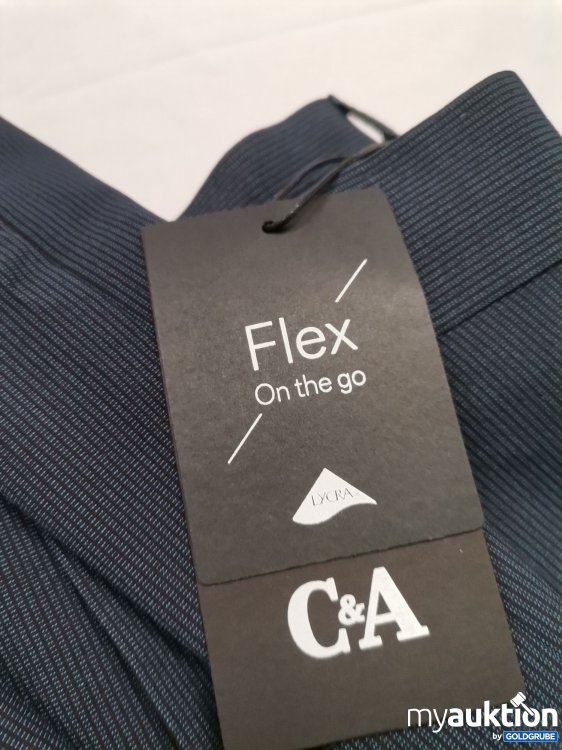 Flex
On the go
LYCRA
C&A
myauktion
by GOLDGRUBE